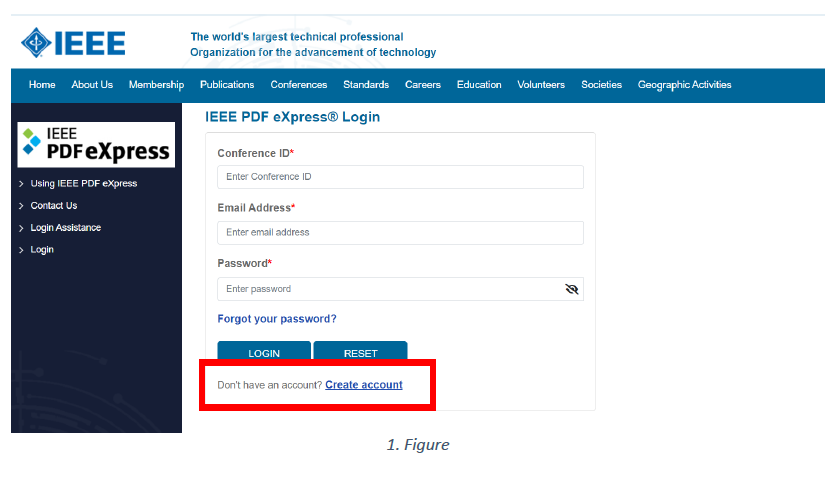 IEEE
The world's largest technical professional
Organization for the advancement of technology
Home About Us Membership Publications Conferences Standards Careers Education Volunteers Societies Geographic Activities
IEEE
PDF eXpress
> Using IEEE PDF eXpress
> Contact Us
> Login Assistance
> Login
IEEE PDF eXpress® Login
Conference ID*
Enter Conference ID
Email Address*
Enter email address
Password*
Enter password
Forgot your password?
LOGIN RESET
Don't have an account? Create account
1. Figure